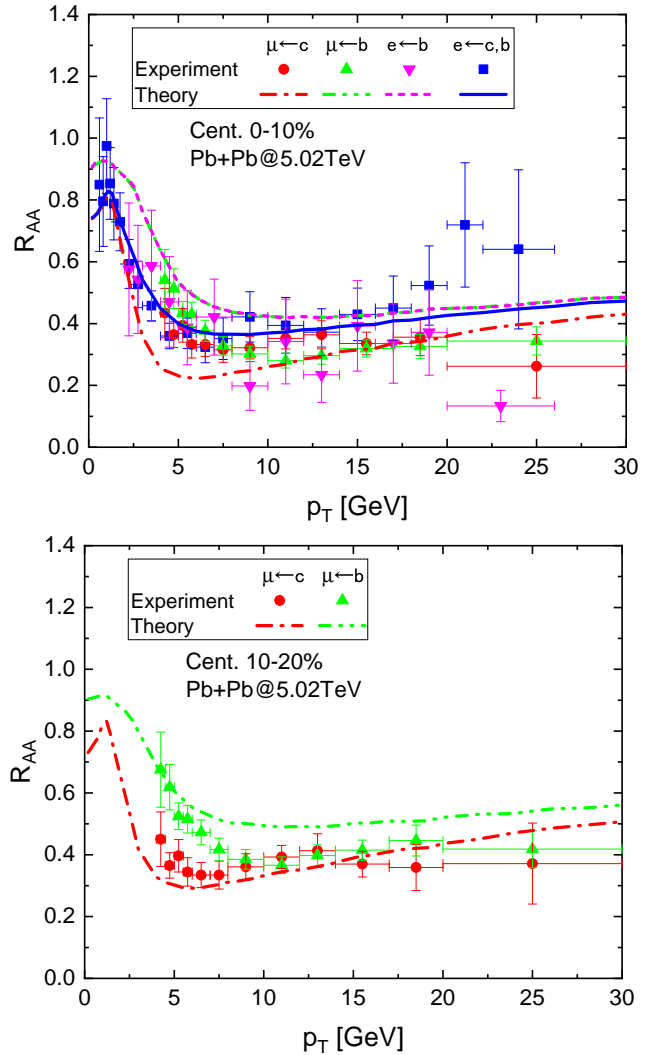 1.4
1.2
1.0
0.8
0.6
0.4
0.2
0.0
R_AA
μ←c μ←b e←b e←c,b
Experiment
Theory
Cent. 0-10%
Pb+Pb@5.02TeV
0 5 10 15 20 25 30
p_T [GeV]
1.4
1.2
1.0
0.8
0.6
0.4
0.2
0.0
R_AA
μ←c μ←b
Experiment
Theory
Cent. 10-20%
Pb+Pb@5.02TeV
0 5 10 15 20 25 30
p_T [GeV]